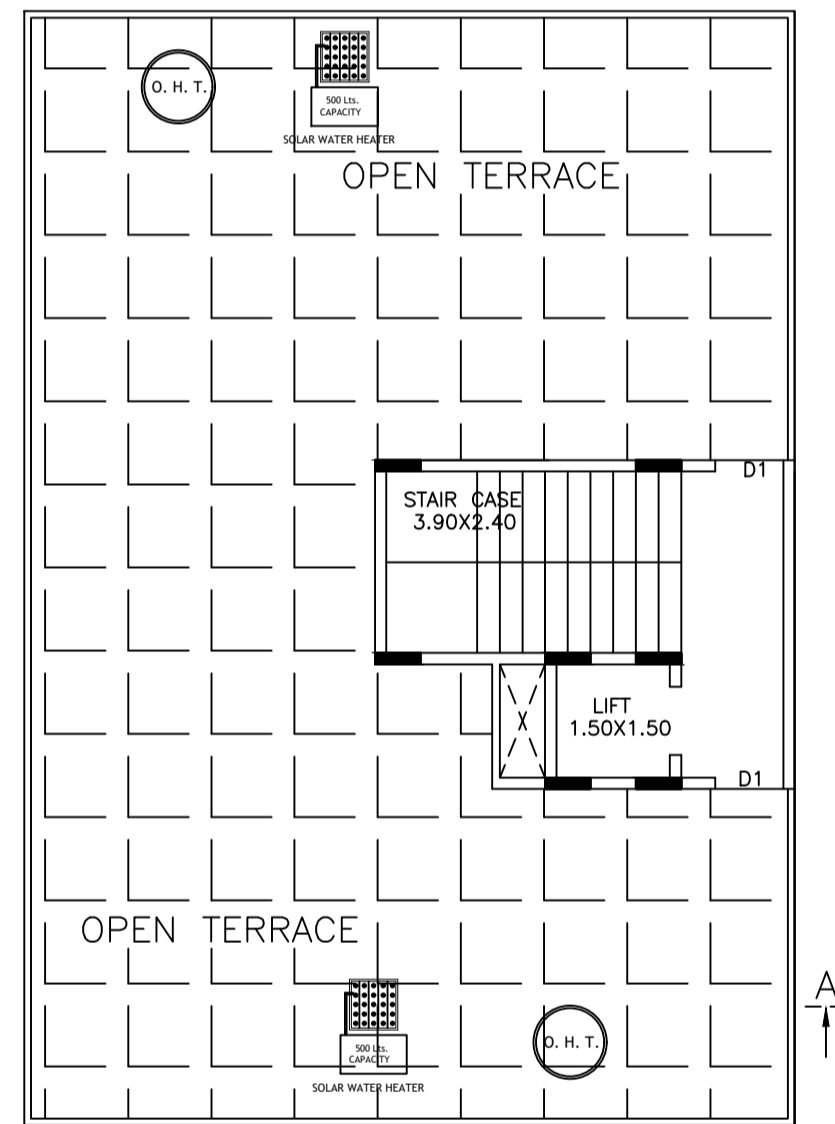 O. H. T.
500 Lts.
CAPACITY
SOLAR WATER HEATER
OPEN TERRACE
D1
STAIR CASE
3.90X2.40
LIFT
1.50X1.50
D1
OPEN TERRACE
A
500 Lts.
CAPACITY
SOLAR WATER HEATER
O. H. T.